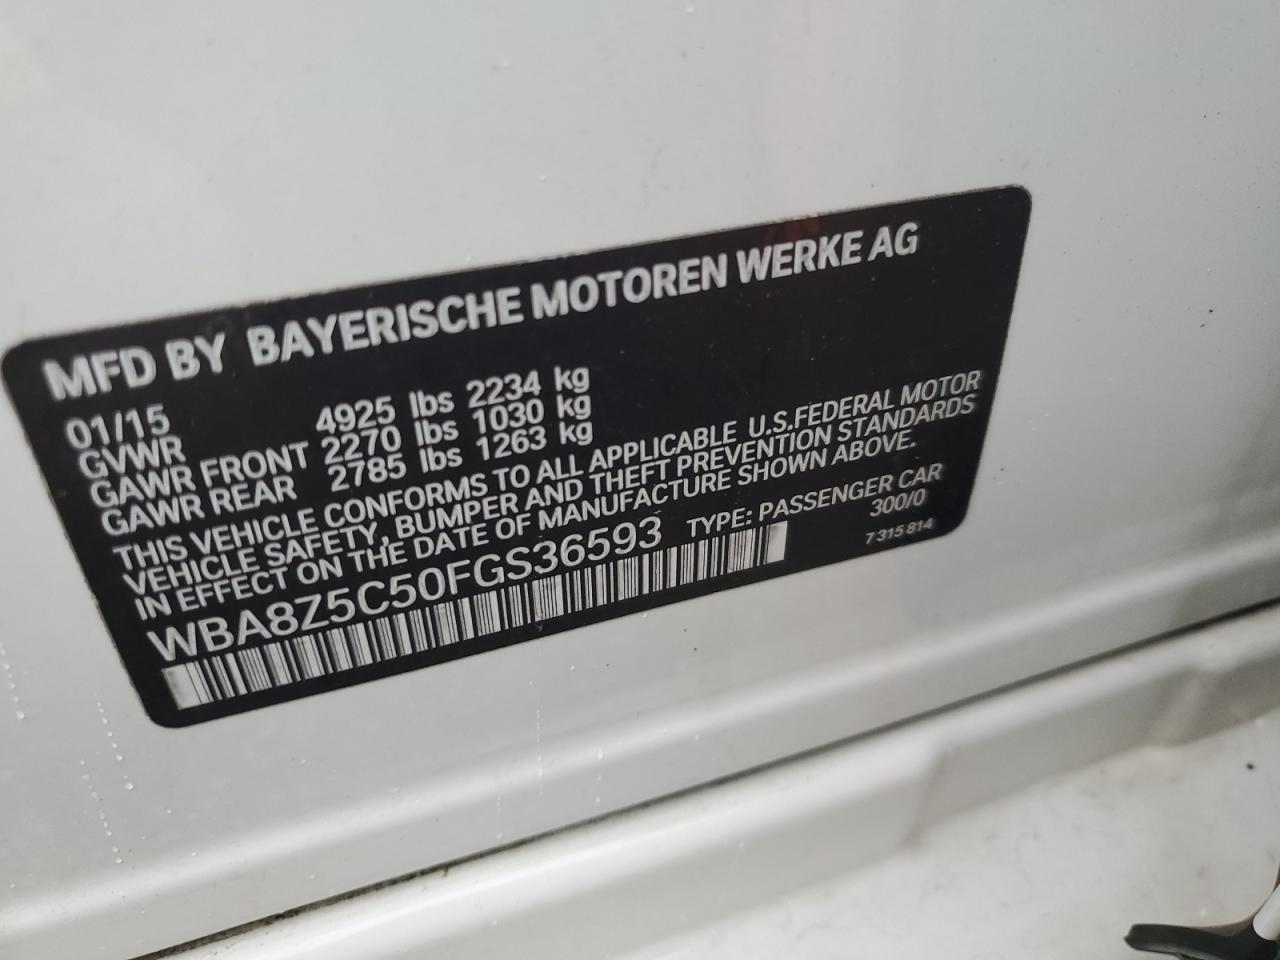 MFD BY BAYERISCHE MOTOREN WERKE AG
01/15
GVWR 4925 lbs 2234 kg
GAWR FRONT 2270 lbs 1030 kg
GAWR REAR 2785 lbs 1263 kg
THIS VEHICLE CONFORMS TO ALL APPLICABLE U.S.FEDERAL MOTOR
VEHICLE SAFETY, BUMPER AND THEFT PREVENTION STANDARDS
IN EFFECT ON THE DATE OF MANUFACTURE SHOWN ABOVE.
WBA8Z5C50FGS36593 TYPE: PASSENGER CAR
300/0
7 315 814